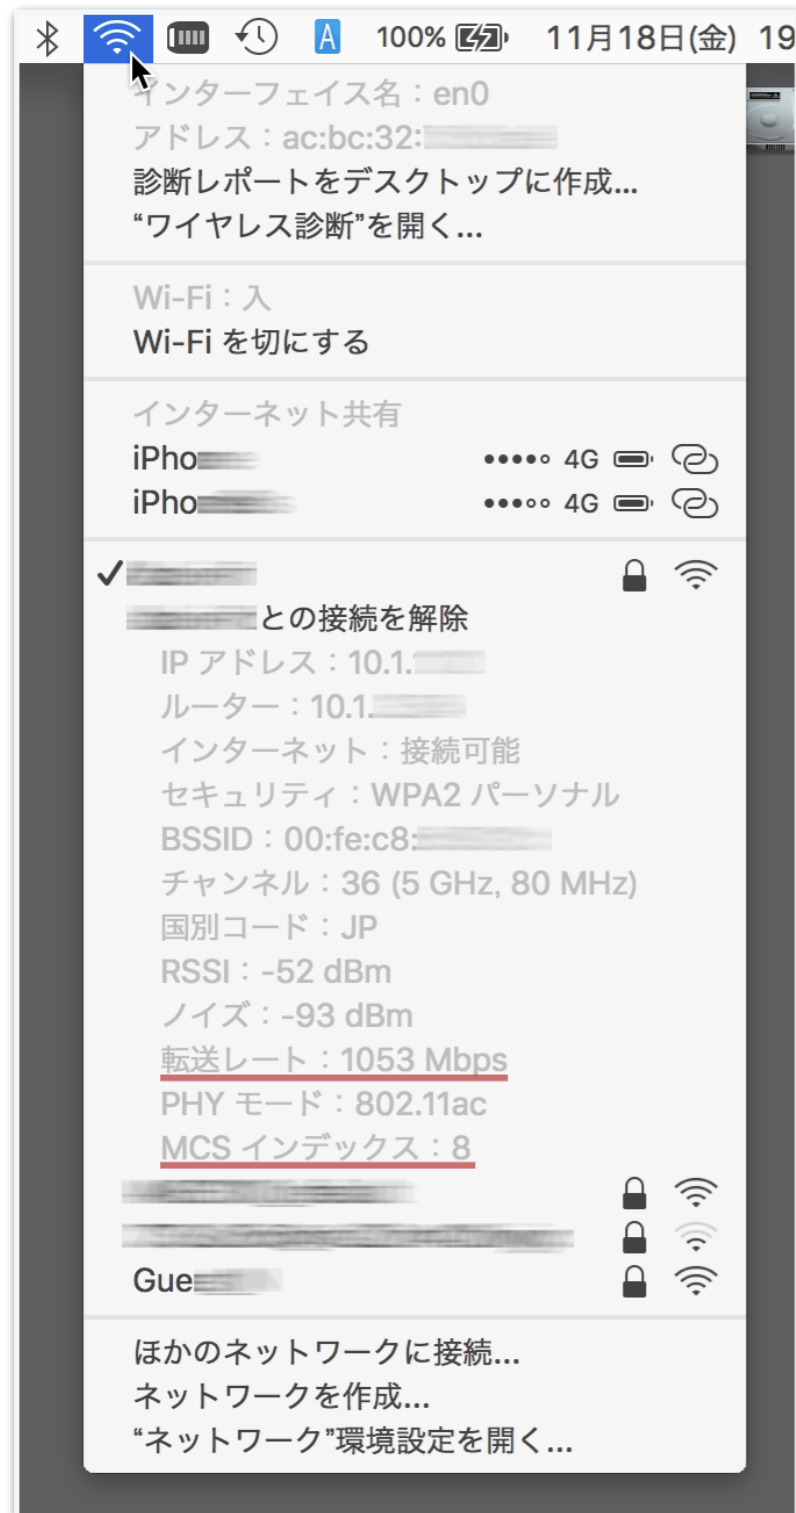 A 100% 11月18日(金) 19
インターフェイス名：en0
アドレス：ac:bc:32:
診断レポートをデスクトップに作成...
“ワイヤレス診断”を開く...
Wi-Fi：入
Wi-Fi を切にする
インターネット共有
iPho 4G
iPho 4G
との接続を解除
IP アドレス：10.1.
ルーター：10.1.
インターネット：接続可能
セキュリティ：WPA2 パーソナル
BSSID：00:fe:c8:
チャンネル：36 (5 GHz, 80 MHz)
国別コード：JP
RSSI：-52 dBm
ノイズ：-93 dBm
転送レート：1053 Mbps
PHY モード：802.11ac
MCS インデックス：8
Gue
ほかのネットワークに接続...
ネットワークを作成...
“ネットワーク”環境設定を開く...